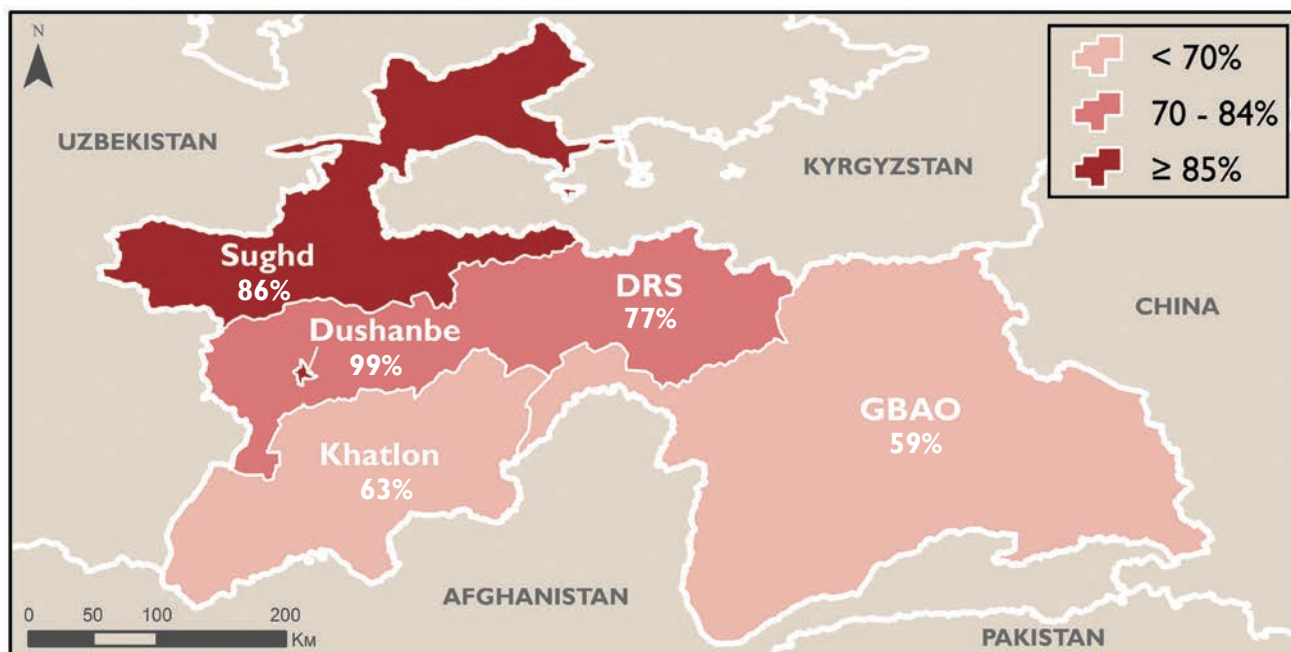 N
< 70%
70 - 84%
≥ 85%
UZBEKISTAN
KYRGYZSTAN
CHINA
Sughd
86%
DRS
77%
Dushanbe
99%
GBAO
59%
Khatlon
63%
AFGHANISTAN
PAKISTAN
0 50 100 200
Км